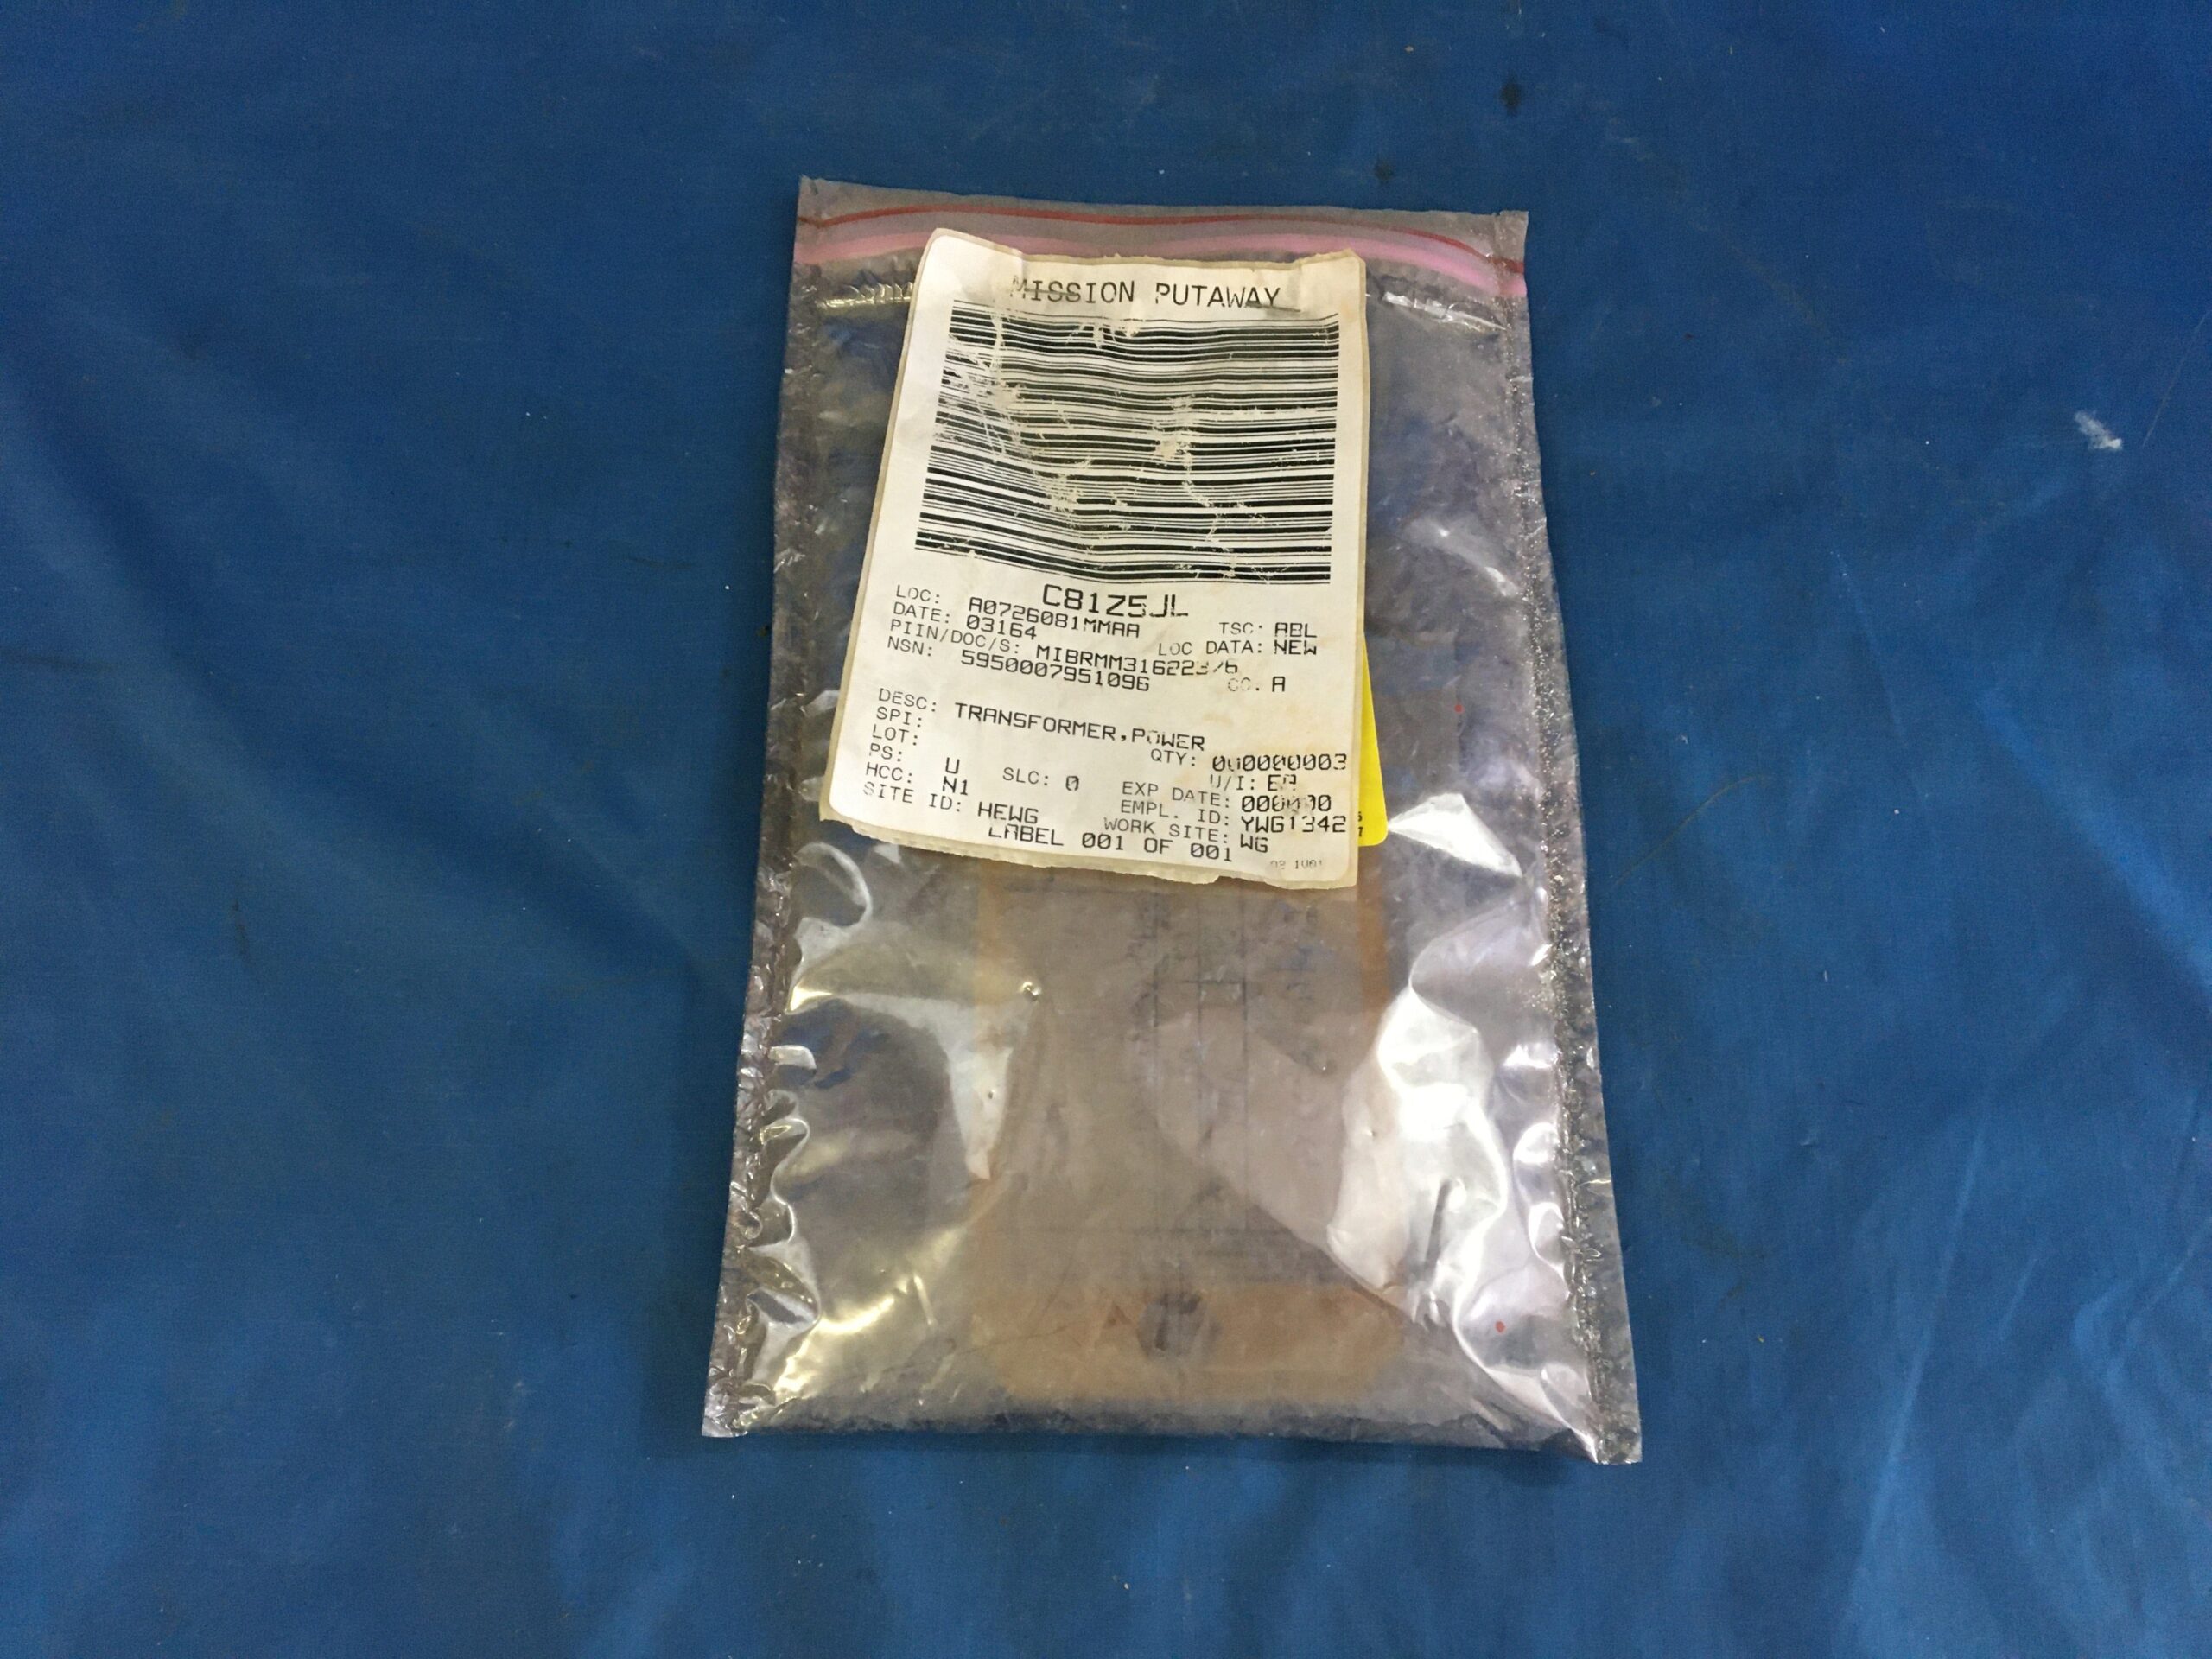 MISSION PUTAWAY
C81Z5JL
LOC: A0726081MMAA TSC: ABL
DATE: 03164 LOC DATA: NEW
PIIN/DOC/S: MIBRMM316223/6
NSN: 5950007951096 CC: A
DESC: TRANSFORMER,POWER
SPI: QTY: 000000003
LOT: U/I: EA
PS: U SLC: 0 EXP DATE: 000000
HCC: N1 EMPL. ID: YWG1342
SITE ID: HEWG WORK SITE: WG
LABEL 001 OF 001